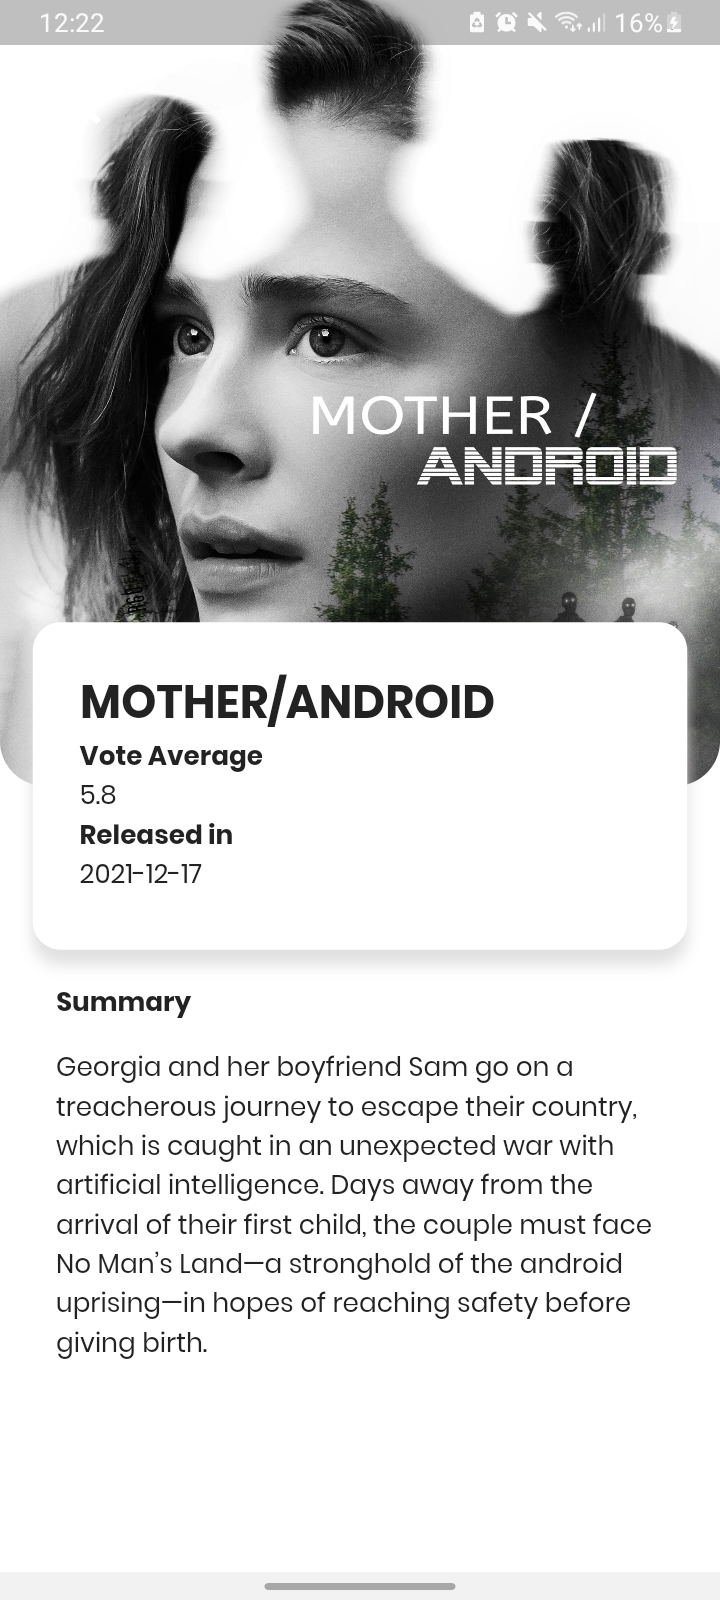 12:22
16%
MOTHER /
ANDROID
MOTHER/ANDROID
Vote Average
5.8
Released in
2021-12-17
Summary
Georgia and her boyfriend Sam go on a
treacherous journey to escape their country,
which is caught in an unexpected war with
artificial intelligence. Days away from the
arrival of their first child, the couple must face
No Man’s Land—a stronghold of the android
uprising—in hopes of reaching safety before
giving birth.